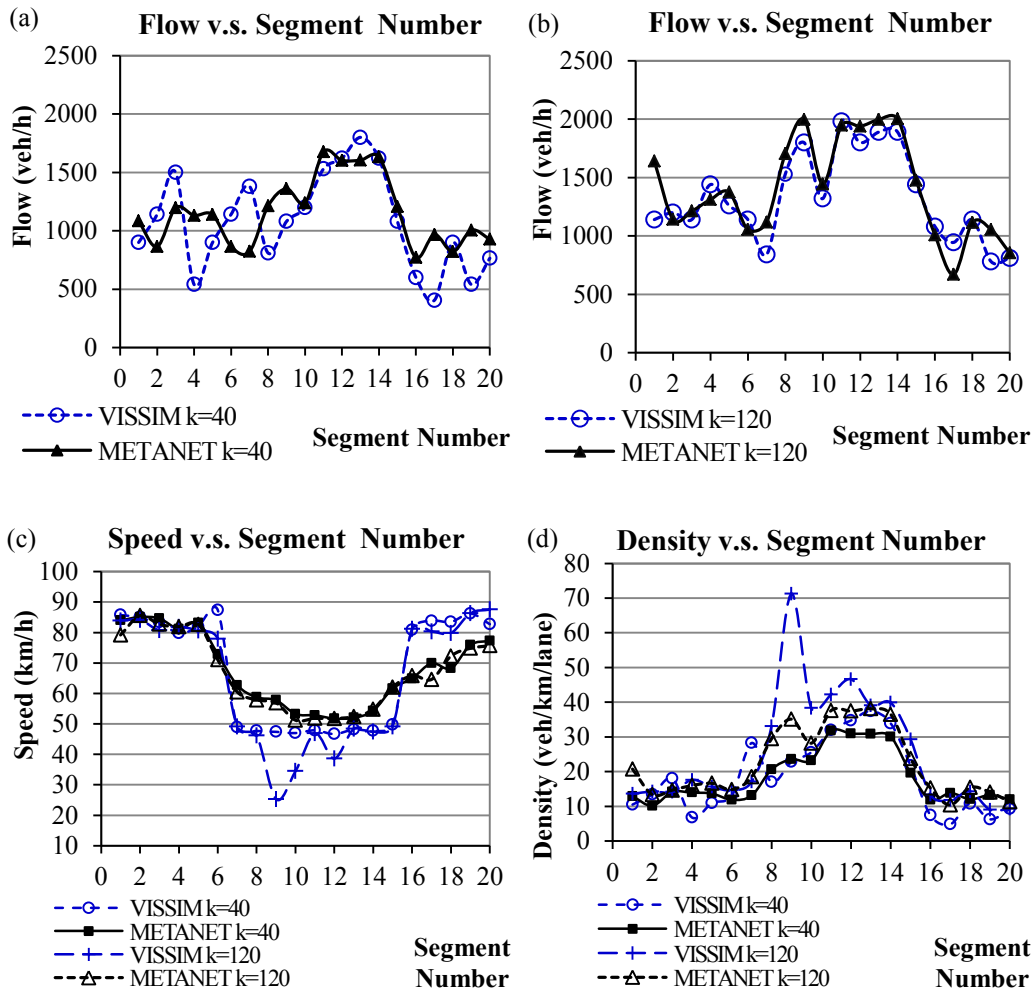 (a)
Flow v.s. Segment Number
Flow (veh/h)
2500
2000
1500
1000
500
0
0 2 4 6 8 10 12 14 16 18 20
VISSIM k=40
METANET k=40
Segment Number
(b)
Flow v.s. Segment Number
Flow (veh/h)
2500
2000
1500
1000
500
0
0 2 4 6 8 10 12 14 16 18 20
VISSIM k=120
METANET k=120
Segment Number
(c)
Speed v.s. Segment Number
Speed (km/h)
100
90
80
70
60
50
40
30
20
10
0 2 4 6 8 10 12 14 16 18 20
VISSIM k=40
METANET k=40
VISSIM k=120
METANET k=120
Segment
Number
(d)
Density v.s. Segment Number
Density (veh/km/lane)
80
70
60
50
40
30
20
10
0
0 2 4 6 8 10 12 14 16 18 20
VISSIM k=40
METANET k=40
VISSIM k=120
METANET k=120
Segment
Number